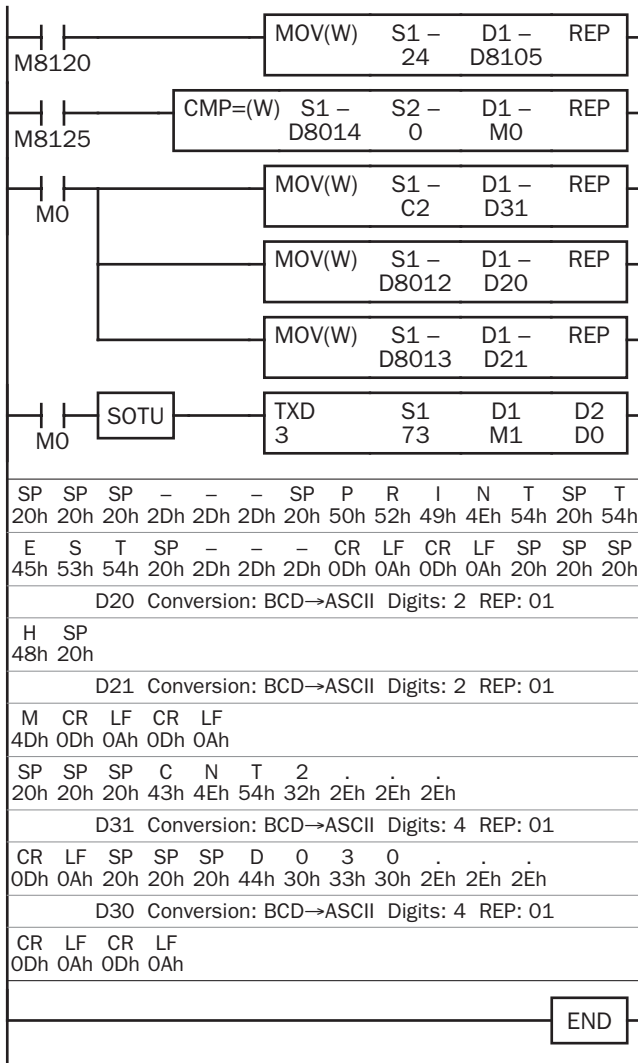 MOV(W) S1 – D1 – REP
24 D8105
M8120
CMP=(W) S1 – S2 – D1 – REP
D8014 0 M0
M8125
MOV(W) S1 – D1 – REP
C2 D31
M0
MOV(W) S1 – D1 – REP
D8012 D20
MOV(W) S1 – D1 – REP
D8013 D21
SOTU TXD S1 D1 D2
3 73 M1 D0
M0
SP SP SP – – – SP P R I N T SP T
20h 20h 20h 2Dh 2Dh 2Dh 20h 50h 52h 49h 4Eh 54h 20h 54h
E S T SP – – – CR LF CR LF SP SP SP
45h 53h 54h 20h 2Dh 2Dh 2Dh 0Dh 0Ah 0Dh 0Ah 20h 20h 20h
D20 Conversion: BCD→ASCII Digits: 2 REP: 01
H SP
48h 20h
D21 Conversion: BCD→ASCII Digits: 2 REP: 01
M CR LF CR LF
4Dh 0Dh 0Ah 0Dh 0Ah
SP SP SP C N T 2 . . .
20h 20h 20h 43h 4Eh 54h 32h 2Eh 2Eh 2Eh
D31 Conversion: BCD→ASCII Digits: 4 REP: 01
CR LF SP SP SP D 0 3 0 . . .
0Dh 0Ah 20h 20h 20h 44h 30h 33h 30h 2Eh 2Eh 2Eh
D30 Conversion: BCD→ASCII Digits: 4 REP: 01
CR LF CR LF
0Dh 0Ah 0Dh 0Ah
END